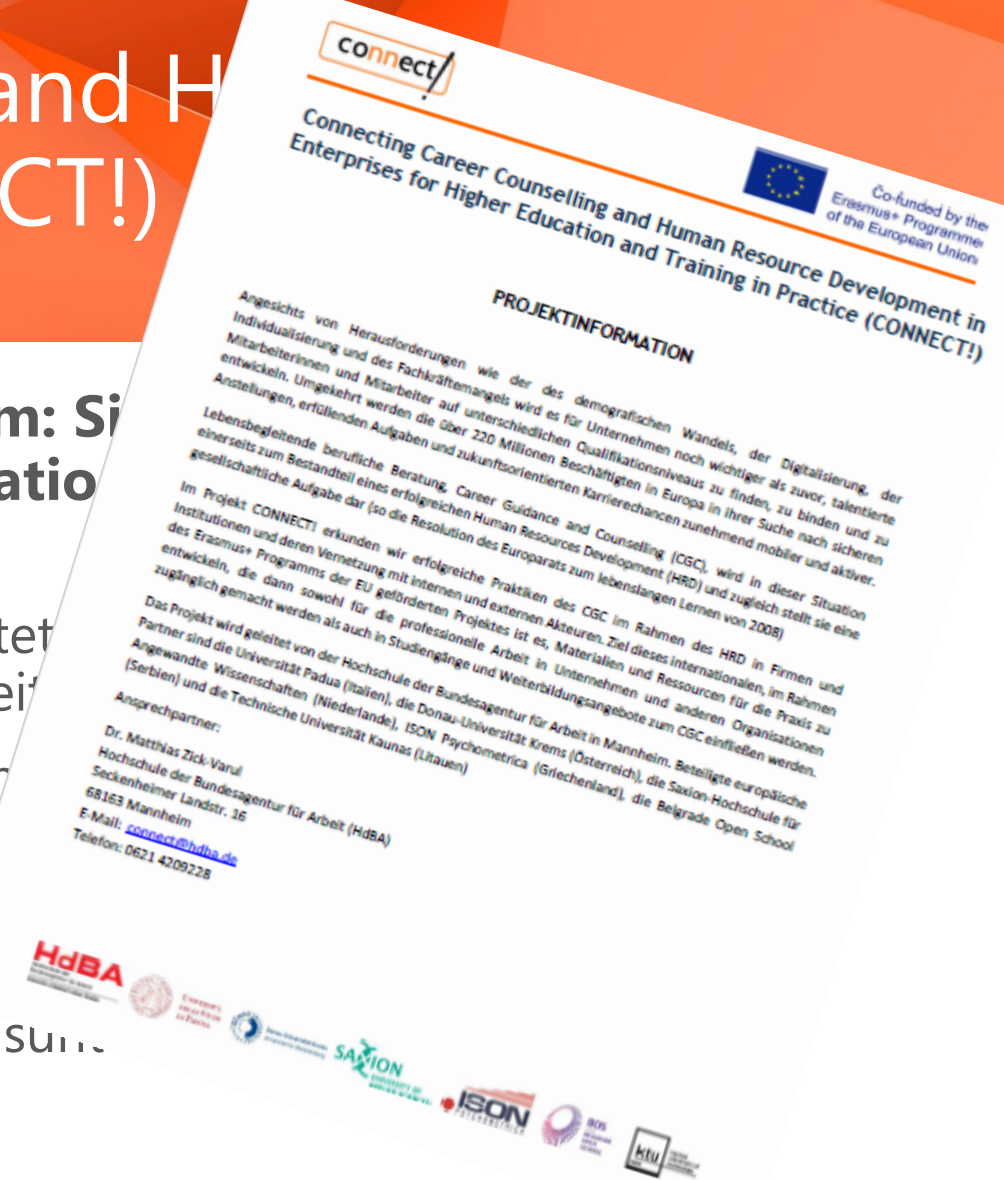 and H
CT!)
m: Si
atio
tet
sunt
connect!
Co-funded by the
Erasmus+ Programme
of the European Union
Connecting Career Counselling and Human Resource Development in
Enterprises for Higher Education and Training in Practice (CONNECT!)
PROJEKTINFORMATION
Angesichts von Herausforderungen wie der des demografischen Wandels, der Digitalisierung, der
Individualisierung und des Fachkräftemangels wird es für Unternehmen noch wichtiger als zuvor, talentierte
Mitarbeiterinnen und Mitarbeiter auf unterschiedlichen Qualifikationsniveaus zu finden, zu binden und zu
entwickeln. Umgekehrt werden die über 220 Millionen Beschäftigten in Europa in ihrer Suche nach sicheren
Anstellungen, erfüllenden Aufgaben und zukunftsorientierten Karrierechancen zunehmend mobiler und aktiver.
Lebensbegleitende berufliche Beratung, Career Guidance and Counselling (CGC), wird in dieser Situation
einerseits zum Bestandteil eines erfolgreichen Human Resources Development (HRD) und zugleich stellt sie eine
gesellschaftliche Aufgabe dar (so die Resolution des Europarats zum lebenslangen Lernen von 2008)
Im Projekt CONNECT! erkunden wir erfolgreiche Praktiken des CGC im Rahmen des HRD in Firmen und
Institutionen und deren Vernetzung mit internen und externen Akteuren. Ziel dieses internationalen, im Rahmen
des Erasmus+ Programms der EU geförderten Projektes ist es, Materialien und Ressourcen für die Praxis zu
entwickeln, die dann sowohl für die professionelle Arbeit in Unternehmen und anderen Organisationen
zugänglich gemacht werden als auch in Studiengänge und Weiterbildungsangebote zum CGC einfließen werden.
Das Projekt wird geleitet von der Hochschule der Bundesagentur für Arbeit in Mannheim. Beteiligte europäische
Partner sind die Universität Padua (Italien), die Donau-Universität Krems (Österreich), die Saxion-Hochschule für
Angewandte Wissenschaften (Niederlande), ISON Psychometrica (Griechenland), die Belgrade Open School
(Serbien) und die Technische Universität Kaunas (Litauen)
Ansprechpartner:
Dr. Matthias Zick-Varul
Hochschule der Bundesagentur für Arbeit (HdBA)
Seckenheimer Landstr. 16
68163 Mannheim
E-Mail: connect@hdba.de
Telefon: 0621 4209228
HdBA
SAXION
UNIVERSITY OF
ISON
PSYCHOMETRICA
BOS
BELGRADE
OPEN
SCHOOL
ktu